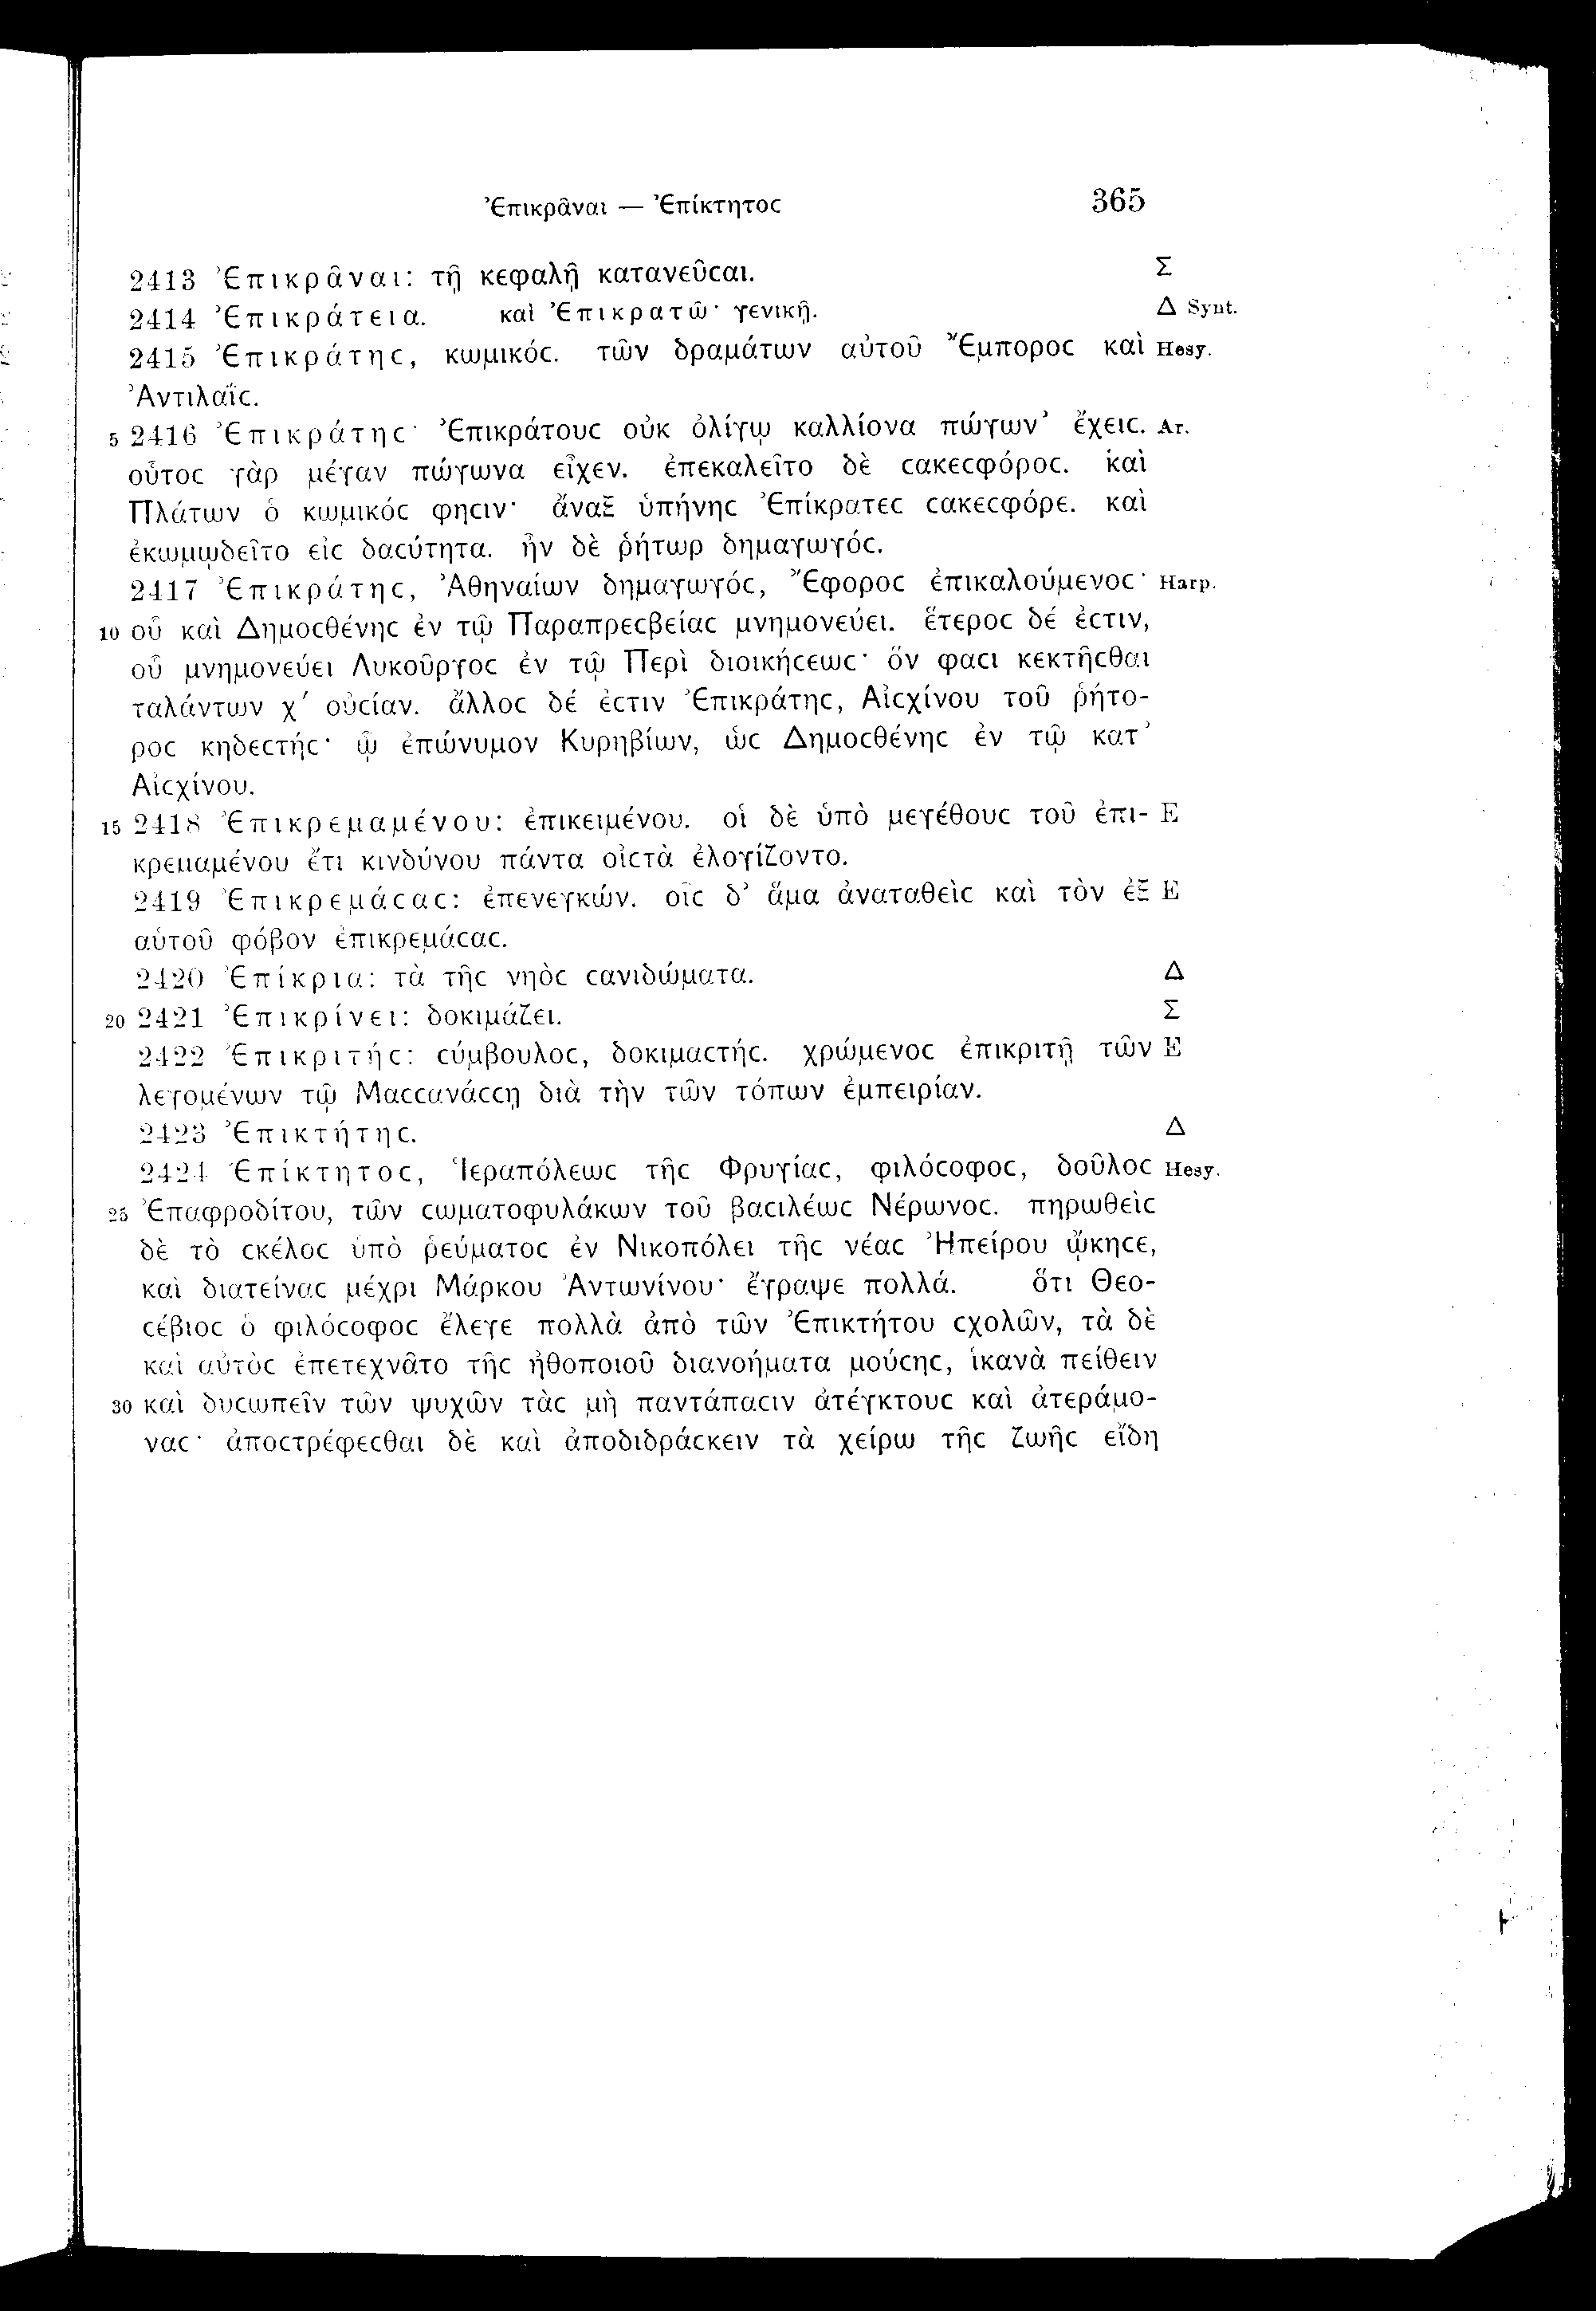 Ἐπικρᾶναι — Ἐπίκτητοϲ 365
2413 Ἐπικρᾶναι: τῇ κεφαλῇ κατανεῦϲαι. Σ
2414 Ἐπικράτεια. καὶ Ἐπικρατῶ· γενικῇ. Δ Synt.
2415 Ἐπικράτηϲ, κωμικόϲ. τῶν δραμάτων αὐτοῦ Ἔμποροϲ καὶ Hesy.
Ἀντιλαΐϲ.
5 2416 Ἐπικράτηϲ· Ἐπικράτουϲ οὐκ ὀλίγῳ καλλίονα πώγων’ ἔχειϲ. Ar.
οὗτοϲ γὰρ μέγαν πώγωνα εἶχεν. ἐπεκαλεῖτο δὲ ϲακεϲφόροϲ. καὶ
Πλάτων ὁ κωμικόϲ φηϲιν· ἄναξ ὑπήνηϲ Ἐπίκρατεϲ ϲακεϲφόρε. καὶ
ἐκωμῳδεῖτο εἰϲ δαϲύτητα. ἦν δὲ ῥήτωρ δημαγωγόϲ.
2417 Ἐπικράτηϲ, Ἀθηναίων δημαγωγόϲ, Ἔφοροϲ ἐπικαλούμενοϲ· Harp.
10 οὗ καὶ Δημοϲθένηϲ ἐν τῷ Παραπρεϲβείαϲ μνημονεύει. ἕτεροϲ δέ ἐϲτιν,
οὗ μνημονεύει Λυκοῦργοϲ ἐν τῷ Περὶ διοικήϲεωϲ· ὅν φαϲι κεκτῆϲθαι
ταλάντων χʹ οὐϲίαν. ἄλλοϲ δέ ἐϲτιν Ἐπικράτηϲ, Αἰϲχίνου τοῦ ῥήτο-
ροϲ κηδεϲτήϲ· ᾧ ἐπώνυμον Κυρηβίων, ὡϲ Δημοϲθένηϲ ἐν τῷ κατ’
Αἰϲχίνου.
15 2418 Ἐπικρεμαμένου: ἐπικειμένου. οἱ δὲ ὑπὸ μεγέθουϲ τοῦ ἐπι- E
κρεμαμένου ἔτι κινδύνου πάντα οἰϲτὰ ἐλογίζοντο.
2419 Ἐπικρεμάϲαϲ: ἐπενεγκών. οἷϲ δ’ ἅμα ἀναταθεὶϲ καὶ τὸν ἐξ E
αὑτοῦ φόβον ἐπικρεμάϲαϲ.
2420 Ἐπίκρια: τὰ τῆϲ νηὸϲ ϲανιδώματα. Δ
20 2421 Ἐπικρίνει: δοκιμάζει. Σ
2422 Ἐπικριτήϲ: ϲύμβουλοϲ, δοκιμαϲτήϲ. χρώμενοϲ ἐπικριτῇ τῶν E
λεγομένων τῷ Μαϲϲανάϲϲῃ διὰ τὴν τῶν τόπων ἐμπειρίαν.
2423 Ἐπικτήτηϲ. Δ
2424 Ἐπίκτητοϲ, Ἱεραπόλεωϲ τῆϲ Φρυγίαϲ, φιλόϲοφοϲ, δοῦλοϲ Hesy.
25 Ἐπαφροδίτου, τῶν ϲωματοφυλάκων τοῦ βαϲιλέωϲ Νέρωνοϲ. πηρωθεὶϲ
δὲ τὸ ϲκέλοϲ ὑπὸ ῥεύματοϲ ἐν Νικοπόλει τῆϲ νέαϲ Ἠπείρου ᾤκηϲε,
καὶ διατείναϲ μέχρι Μάρκου Ἀντωνίνου· ἔγραψε πολλά. ὅτι Θεο-
ϲέβιοϲ ὁ φιλόϲοφοϲ ἔλεγε πολλὰ ἀπὸ τῶν Ἐπικτήτου ϲχολῶν, τὰ δὲ
καὶ αὐτὸϲ ἐπετεχνᾶτο τῆϲ ἠθοποιοῦ διανοήματα μούϲηϲ, ἱκανὰ πείθειν
30 καὶ δυϲωπεῖν τῶν ψυχῶν τὰϲ μὴ παντάπαϲιν ἀτέγκτουϲ καὶ ἀτεράμο-
ναϲ· ἀποϲτρέφεϲθαι δὲ καὶ ἀποδιδράϲκειν τὰ χείρω τῆϲ ζωῆϲ εἴδη